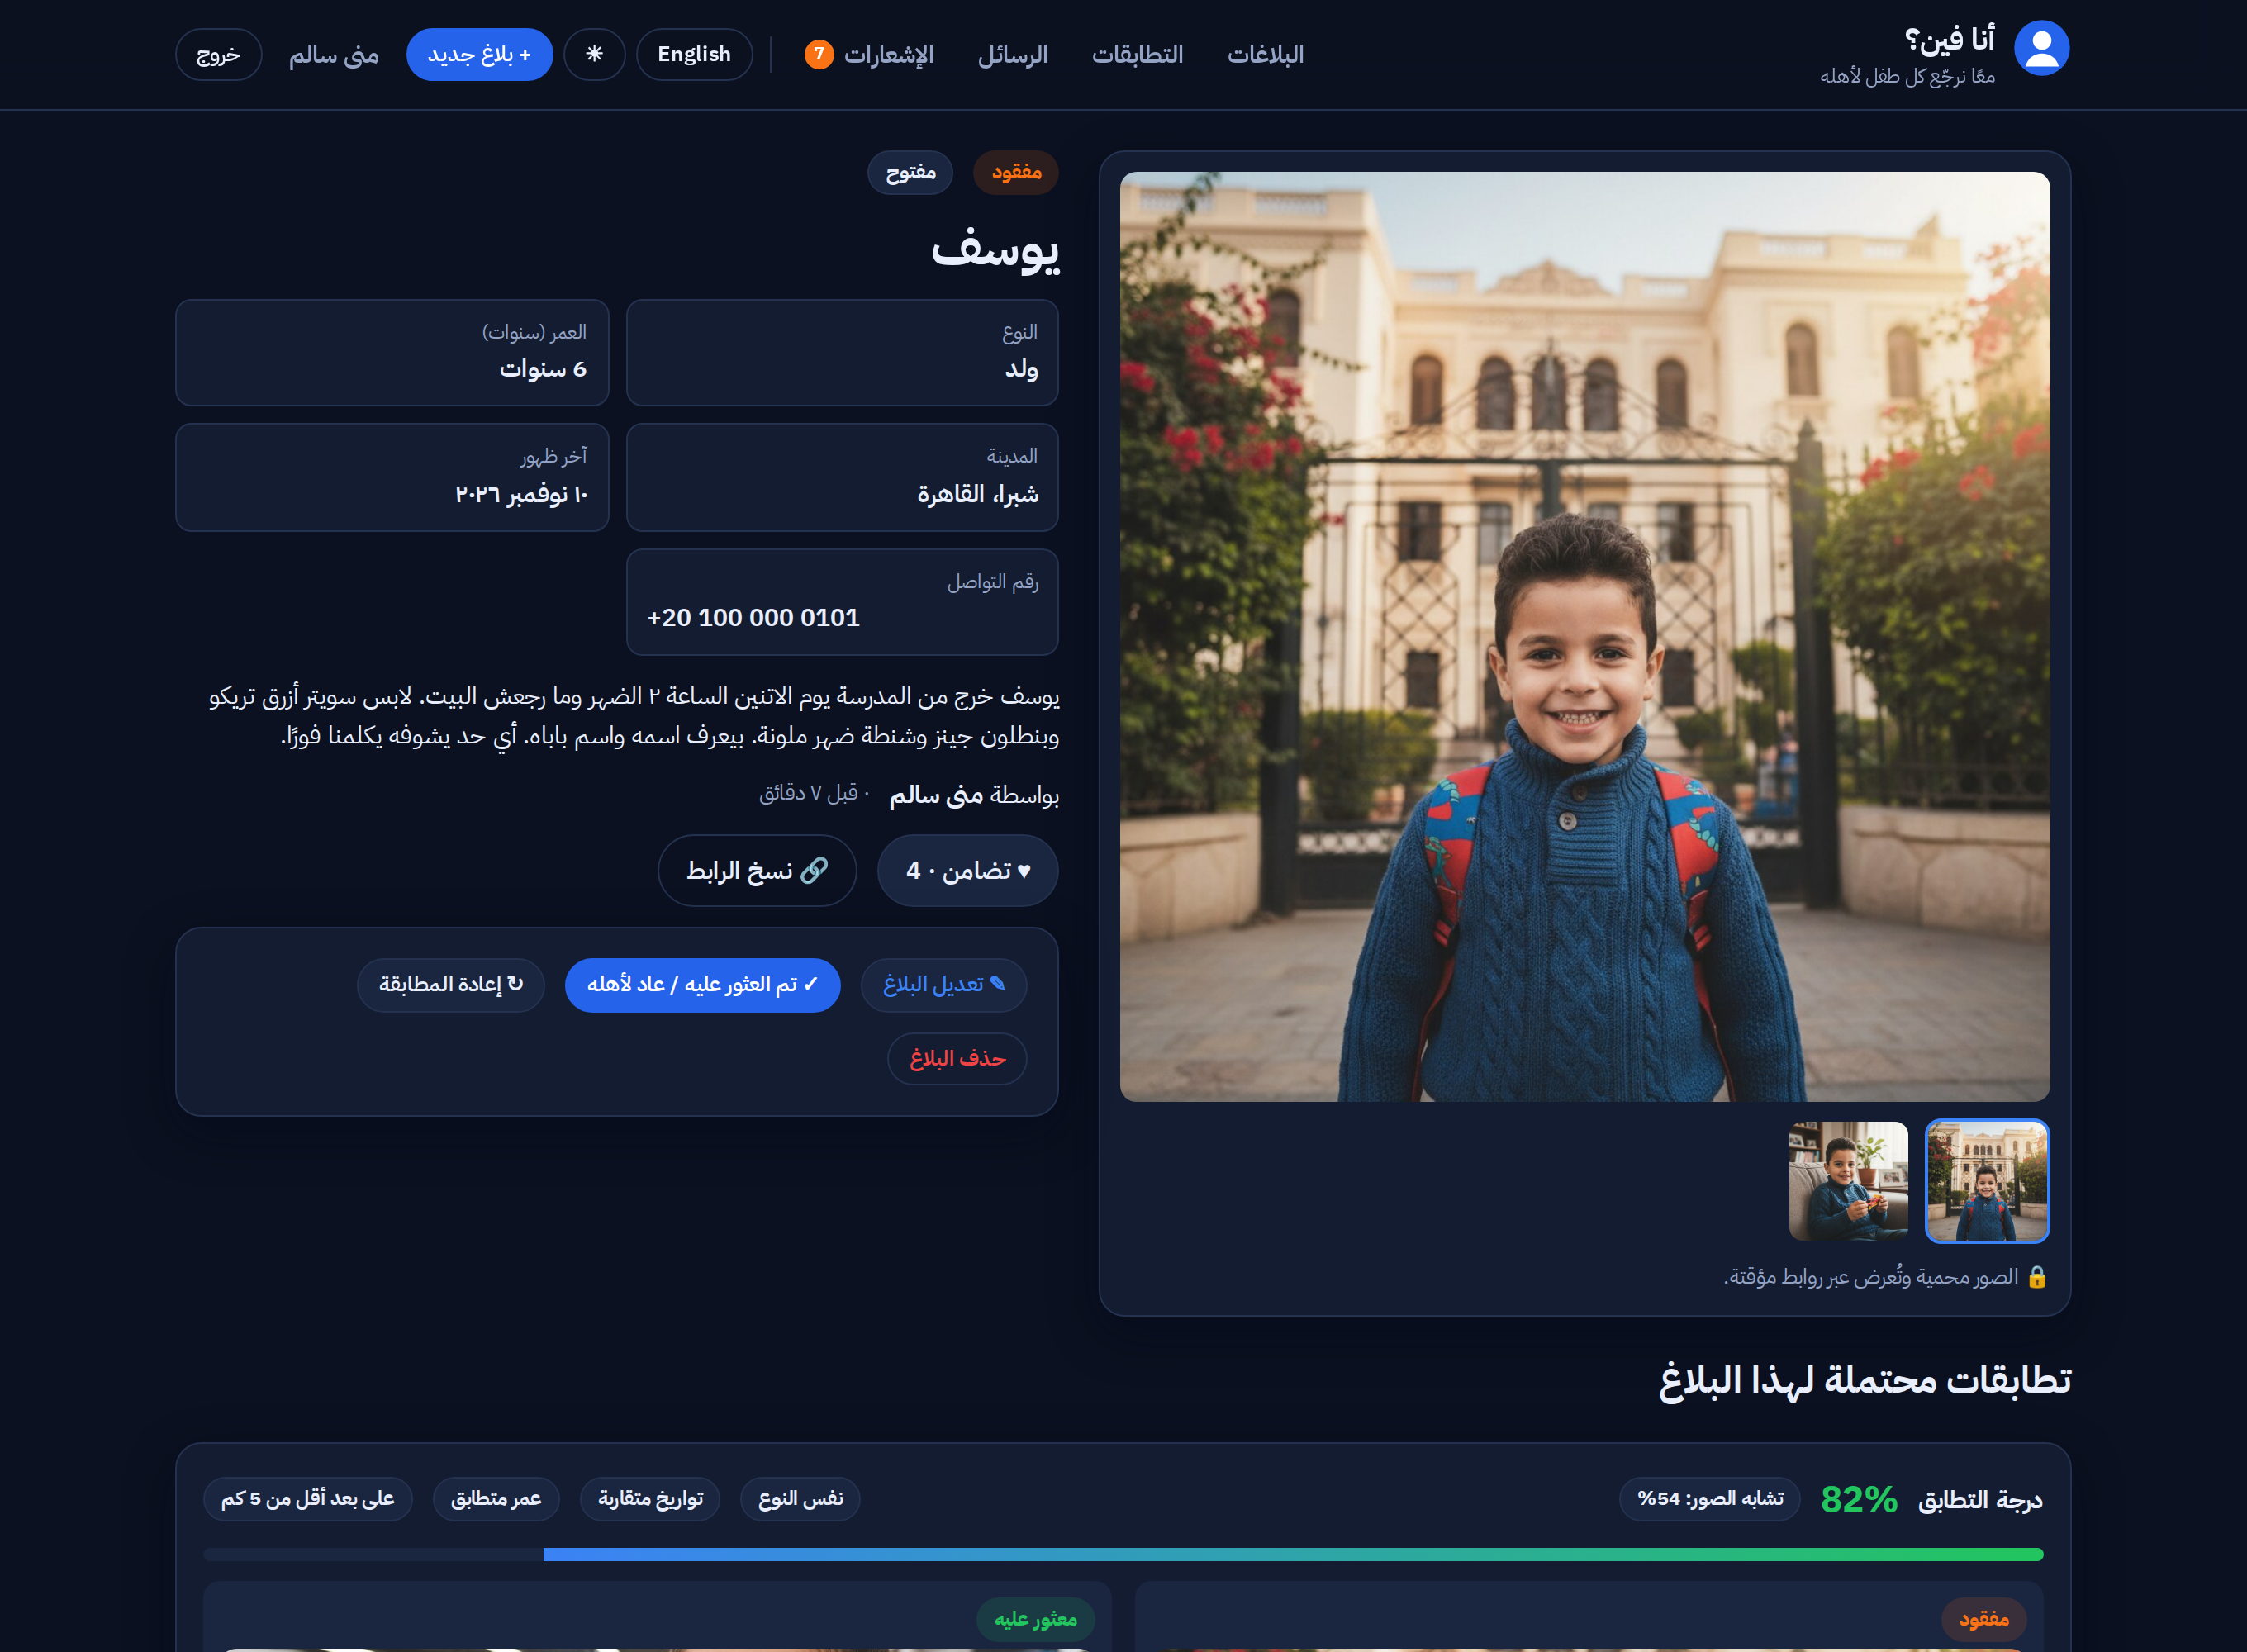 أنا فين؟
معًا نرجّع كل طفل لأهله
البلاغات
التطابقات
الرسائل
الإشعارات 7
English
☀
+ بلاغ جديد
منى سالم
خروج
مفقود
مفتوح
يوسف
النوع
ولد
العمر (سنوات)
6 سنوات
المدينة
شبرا، القاهرة
آخر ظهور
١٠ نوفمبر ٢٠٢٦
رقم التواصل
+20 100 000 0101
يوسف خرج من المدرسة يوم الاتنين الساعة ٢ الضهر وما رجعش البيت. لابس سويتر أزرق تريكو
وبنطلون جينز وشنطة ضهر ملونة. بيعرف اسمه واسم باباه. أي حد يشوفه يكلمنا فورًا.
بواسطة منى سالم · قبل ٧ دقائق
♥ تضامن · 4
🔗 نسخ الرابط
✎ تعديل البلاغ
✓ تم العثور عليه / عاد لأهله
↻ إعادة المطابقة
حذف البلاغ
🔒 الصور محمية وتُعرض عبر روابط مؤقتة.
تطابقات محتملة لهذا البلاغ
درجة التطابق 82%
تشابه الصور: 54%
نفس النوع
تواريخ متقاربة
عمر متطابق
على بعد أقل من 5 كم
مفقود
معثور عليه